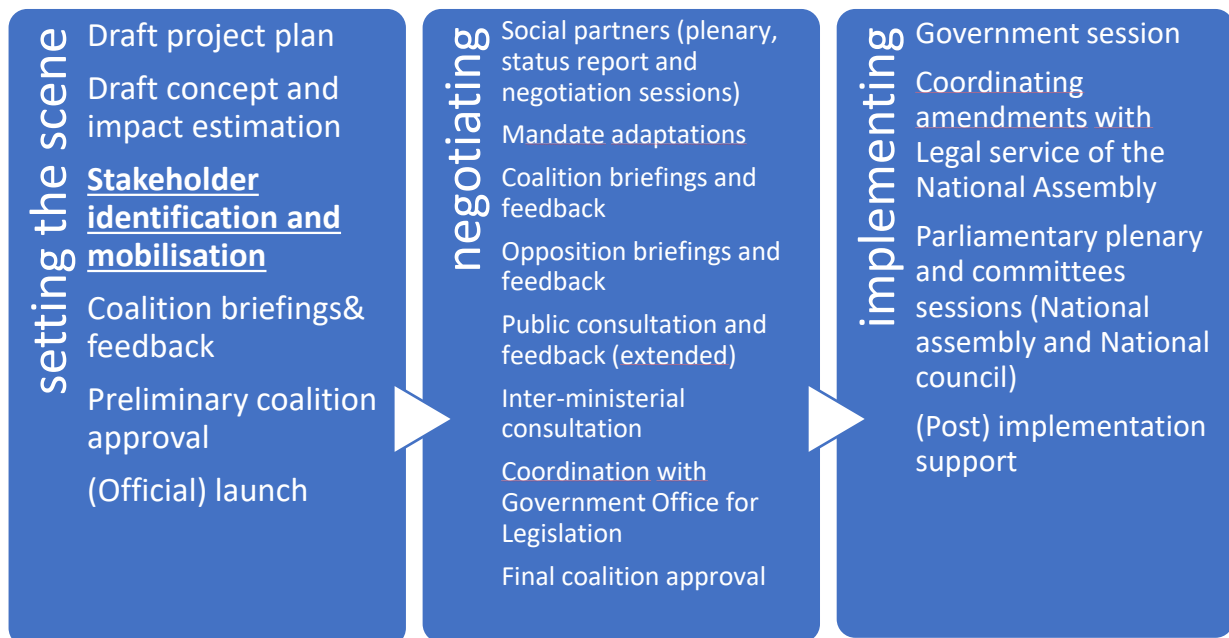 setting the scene
Draft project plan
Draft concept and
impact estimation
Stakeholder
identification and
mobilisation
Coalition briefings&
feedback
Preliminary coalition
approval
(Official) launch
negotiating
Social partners (plenary,
status report and
negotiation sessions)
Mandate adaptations
Coalition briefings and
feedback
Opposition briefings and
feedback
Public consultation and
feedback (extended)
Inter-ministerial
consultation
Coordination with
Government Office for
Legislation
Final coalition approval
implementing
Government session
Coordinating
amendments with
Legal service of the
National Assembly
Parliamentary plenary
and committees
sessions (National
assembly and National
council)
(Post) implementation
support